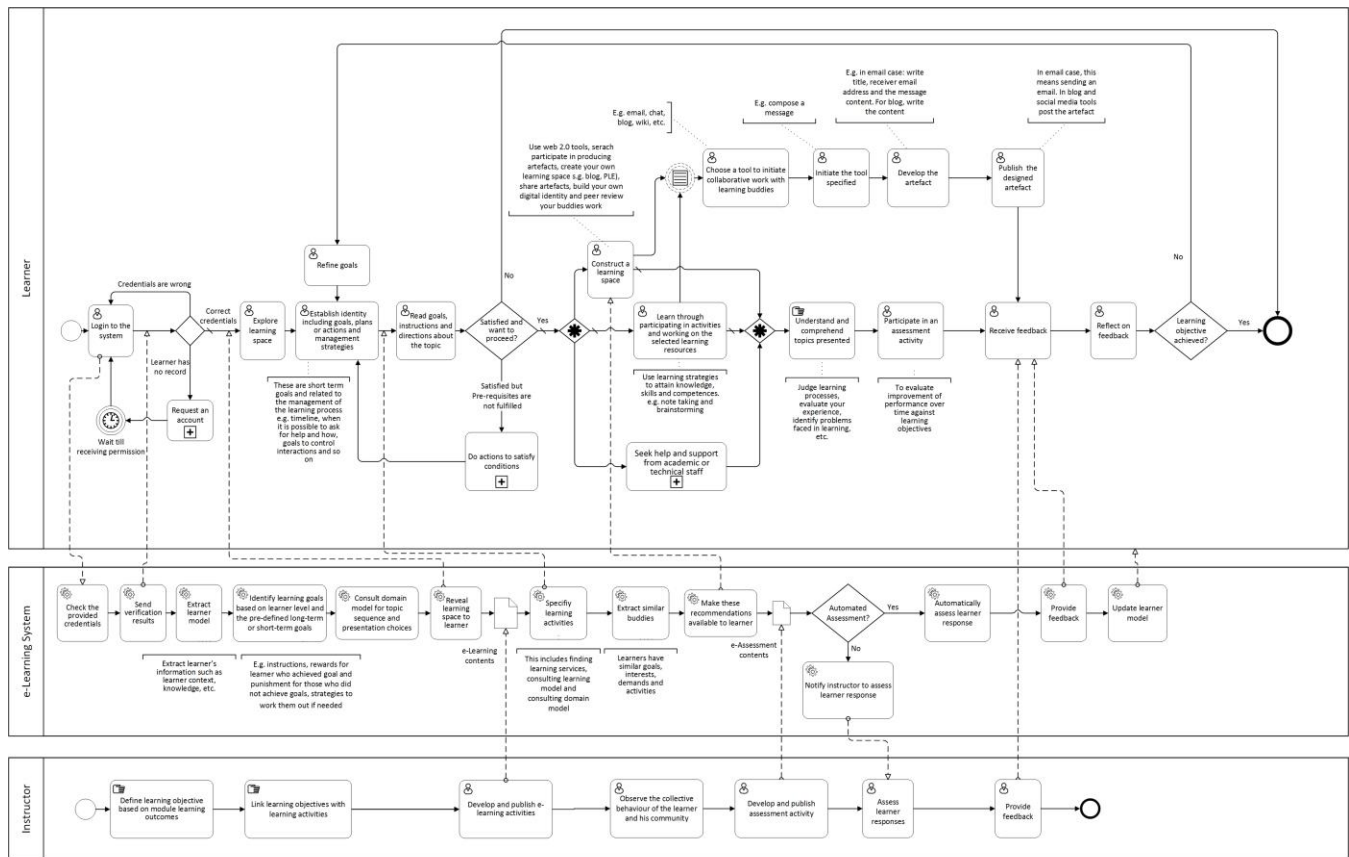 Learner
No
E.g. in email case: write
title, receiver email
address and the message
content. For blog, write
the content
In email case, this
means sending an
email. In blog and
social media tools
post the artefact
E.g. email, chat,
blog, wiki, etc.
E.g. compose a
message
Use web 2.0 tools, serach
participate in producing
artefacts, create your own
learning space s.g. blog, PLE),
share artefacts, build your own
digital identity and peer review
your buddies work
Choose a tool to initiate
collaborative work with
learning buddies
Initiate the tool
specified
Develop the
artefact
Publish the
designed
artefact
Refine goals
Construct a
learning
space
No
No
Credentials are wrong
Login to the
system
Correct
credentials
Explore
learning
space
Establish identity
including goals, plans
or actions and
management
strategies
Read goals,
instructions and
directions about the
topic
Satisfied and
want to
proceed?
Yes
Learn through
participating in activities
and working on the
selected learning
resources
Understand and
comprehend
topics presented
Participate in an
assessment
activity
Receive feedback
Reflect on
feedback
Learning
objective
achieved?
Yes
Learner has
no record
Request an
account
Wait till
receiving permission
These are short term
goals and related to
the management of
the learning process
e.g. timeline, when
it is possible to ask
for help and how,
goals to control
interactions and so
on
Satisfied but
Pre-requisites are
not fulfilled
Do actions to satisfy
conditions
Use learning strategies
to attain knowledge,
skills and competences.
e.g. note taking and
brainstorming
Seek help and support
from academic or
technical staff
Judge learning
processes,
evaluate your
experience,
identify problems
faced in learning,
etc.
To evaluate
improvement of
performance over
time against
learning
objectives
e-Learning System
Check the
provided
credentials
Send
verification
results
Extract
learner
model
Identify learning goals
based on learner level and
the pre-defined long-term
or short-term goals
Consult domain
model for topic
sequence and
presentation choices
Reveal
learning
space to
learner
e-Learning
contents
Specifiy
learning
activities
Extract similar
buddies
Make these
recommendations
available to learner
e-Assessment
contents
Automated
Assessment?
Yes
Automatically
assess learner
response
Provide
feedback
Update learner
model
Extract learner's
information such as
learner context,
knowledge, etc.
E.g. instructions, rewards for
learner who achieved goal and
punishment for those who did
not achieve goals, strategies to
work them out if needed
This includes finding
learning services,
consulting learning
model and
consulting domain
model
Learners have
similar goals,
interests,
demands and
activities
No
Notify instructor to assess
learner response
Instructor
Define learning objective
based on module learning
outcomes
Link learning objectives with
learning activities
Develop and publish e-
learning activities
Observe the collective
behaviour of the learner
and his community
Develop and publish
assessment activity
Assess
learner
responses
Provide
feedback